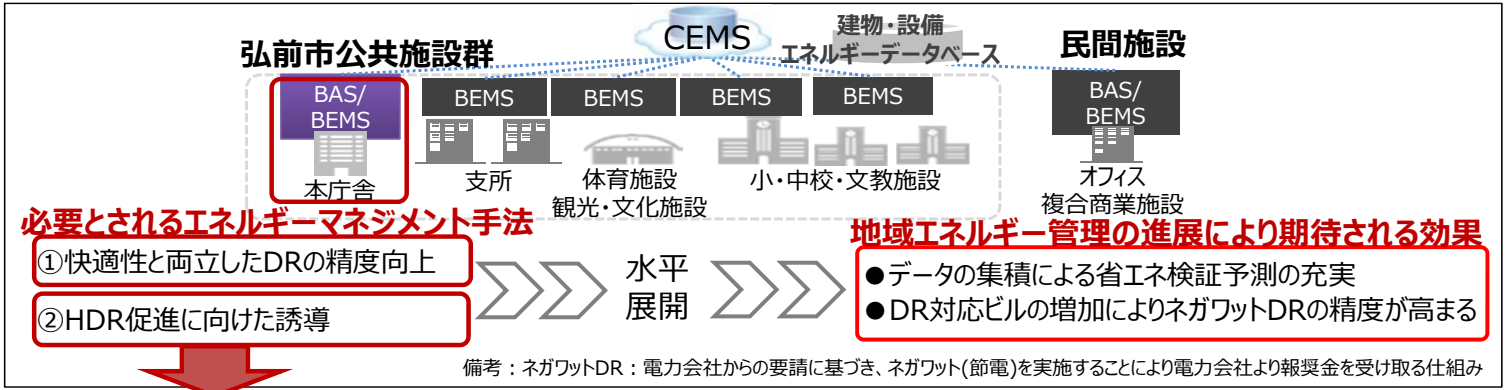 CEMS
建物・設備
エネルギーデータベース
弘前市公共施設群
民間施設
BAS/
BEMS
BEMS
BEMS
BEMS
BEMS
BAS/
BEMS
本庁舎
支所
体育施設
観光・文化施設
小・中校・文教施設
オフィス
複合商業施設
必要とされるエネルギーマネジメント手法
①快適性と両立したDRの精度向上
②HDR促進に向けた誘導
水平
展開
地域エネルギー管理の進展により期待される効果
●データの集積による省エネ検証予測の充実
●DR対応ビルの増加によりネガワットDRの精度が高まる
備考：ネガワットDR：電力会社からの要請に基づき、ネガワット(節電)を実施することにより電力会社より報奨金を受け取る仕組み